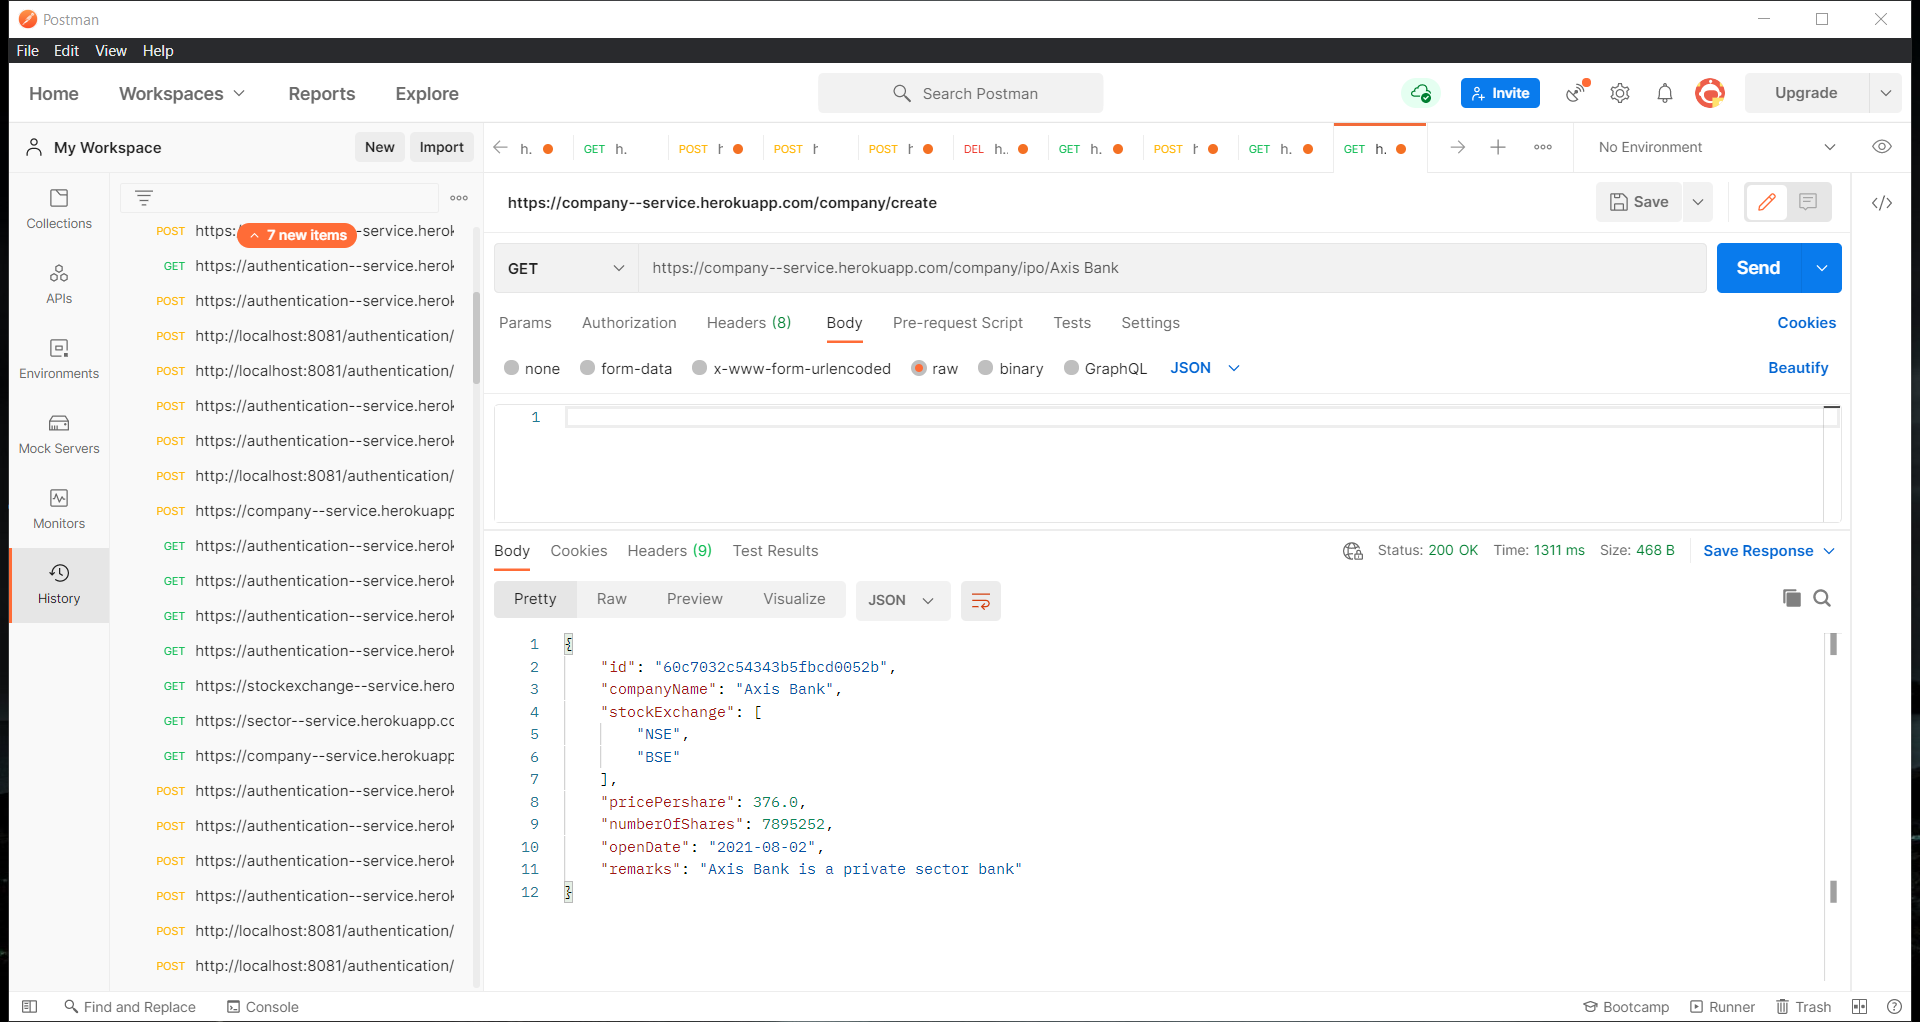 Postman
File Edit View Help
Home Workspaces Reports Explore Search Postman Invite Upgrade
My Workspace New Import
h. GET h. POST h POST h POST h DEL h.. GET h. POST h GET h. GET h. No Environment
Collections
APIs
Environments
Mock Servers
Monitors
History
POST https: -service.herok
7 new items
GET https://authentication--service.herok
POST https://authentication--service.herok
POST http://localhost:8081/authentication/
POST http://localhost:8081/authentication/
POST https://authentication--service.herok
POST https://authentication--service.herok
POST http://localhost:8081/authentication/
POST https://company--service.herokuapp
GET https://authentication--service.herok
GET https://authentication--service.herok
GET https://authentication--service.herok
GET https://authentication--service.herok
GET https://stockexchange--service.hero
GET https://sector--service.herokuapp.cc
GET https://company--service.herokuapp
POST https://authentication--service.herok
POST https://authentication--service.herok
POST https://authentication--service.herok
POST https://authentication--service.herok
POST http://localhost:8081/authentication/
POST http://localhost:8081/authentication/
https://company--service.herokuapp.com/company/create Save
GET https://company--service.herokuapp.com/company/ipo/Axis Bank Send
Params Authorization Headers (8) Body Pre-request Script Tests Settings Cookies
none form-data x-www-form-urlencoded raw binary GraphQL JSON Beautify
1
Body Cookies Headers (9) Test Results Status: 200 OK Time: 1311 ms Size: 468 B Save Response
Pretty Raw Preview Visualize JSON
1 {
2 "id": "60c7032c54343b5fbcd0052b",
3 "companyName": "Axis Bank",
4 "stockExchange": [
5 "NSE",
6 "BSE"
7 ],
8 "pricePershare": 376.0,
9 "numberOfShares": 7895252,
10 "openDate": "2021-08-02",
11 "remarks": "Axis Bank is a private sector bank"
12 }
Find and Replace Console Bootcamp Runner Trash